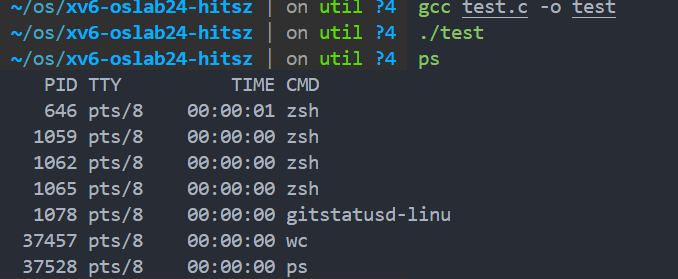 ~/os/xv6-oslab24-hitsz | on util ?4 gcc test.c -o test
~/os/xv6-oslab24-hitsz | on util ?4 ./test
~/os/xv6-oslab24-hitsz | on util ?4 ps
PID TTY TIME CMD
646 pts/8 00:00:01 zsh
1059 pts/8 00:00:00 zsh
1062 pts/8 00:00:00 zsh
1065 pts/8 00:00:00 zsh
1078 pts/8 00:00:00 gitstatusd-linu
37457 pts/8 00:00:00 wc
37528 pts/8 00:00:00 ps